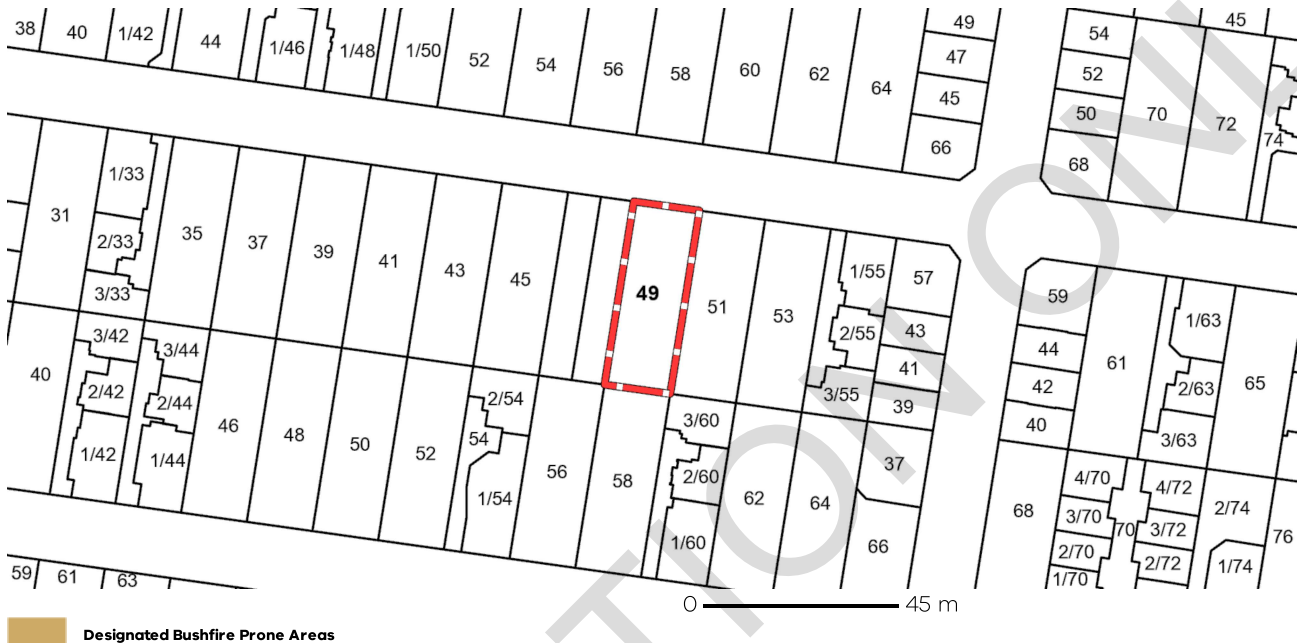 38 40 1/42 44 1/46 1/48 1/50 52 54 56 58 60 62 64 49 54 45
47 52 70 72 74
45 50
66 68
31 1/33 35 37 39 41 43 45 49 51 53 1/55 57 59 1/63
2/33 2/55 43 44 61 2/63 65
3/33 3/55 41 42 3/63
39 40
40 3/42 3/44 46 48 50 52 2/54 56 58 3/60 62 64 37 68 4/70 4/72 2/74 76
2/42 2/44 54 2/60 66 3/70 70 3/72
1/42 1/44 1/54 1/60 2/70 2/72 1/74
1/70
59 61 63
0 45 m
Designated Bushfire Prone Areas
TION ONL